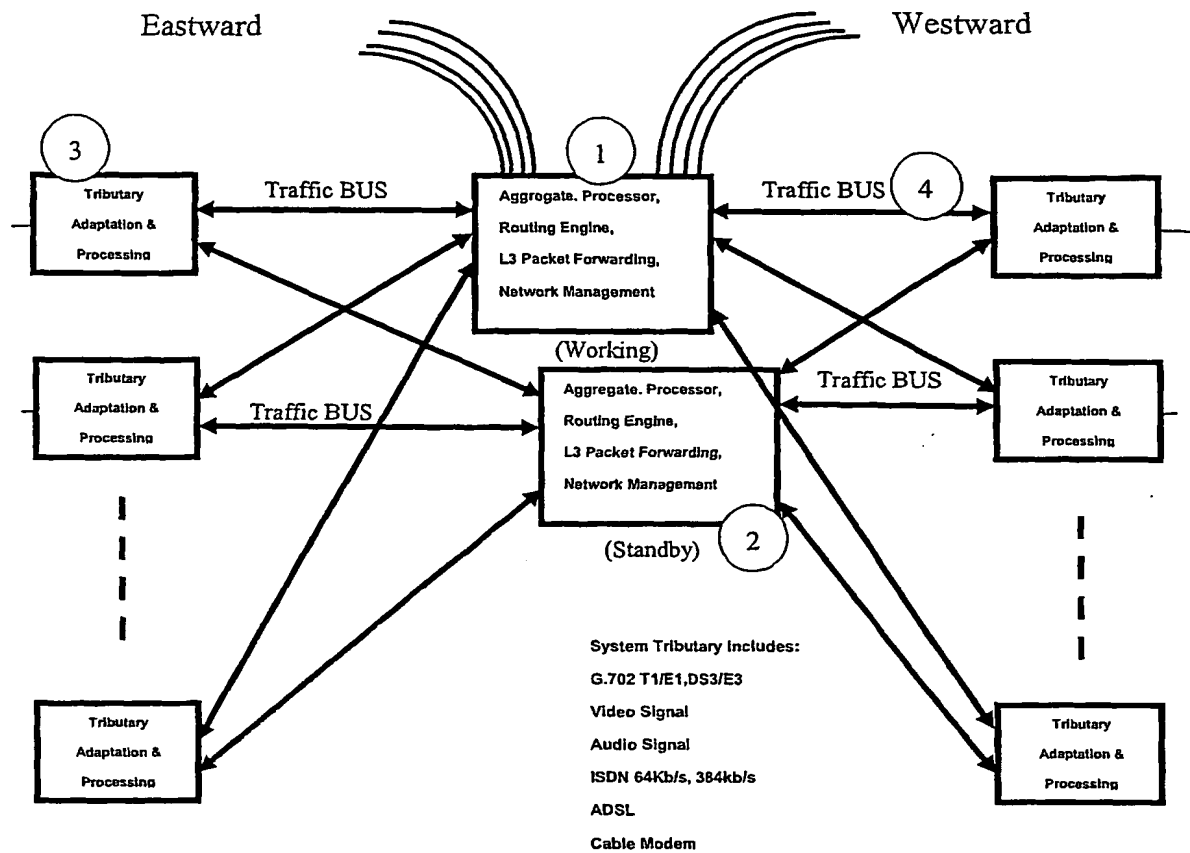 Eastward
Westward
3
1
4
Tributary
Adaptation &
Processing
Traffic BUS
Aggregate. Processor,
Routing Engine,
L3 Packet Forwarding,
Network Management
Traffic BUS
Tributary
Adaptation &
Processing
(Working)
Tributary
Adaptation &
Processing
Traffic BUS
Aggregate. Processor,
Routing Engine,
L3 Packet Forwarding,
Network Management
Traffic BUS
Tributary
Adaptation &
Processing
(Standby)
2
System Tributary Includes:
G.702 T1/E1,DS3/E3
Video Signal
Audio Signal
ISDN 64Kb/s, 384kb/s
ADSL
Cable Modem
Tributary
Adaptation &
Processing
Tributary
Adaptation &
Processing